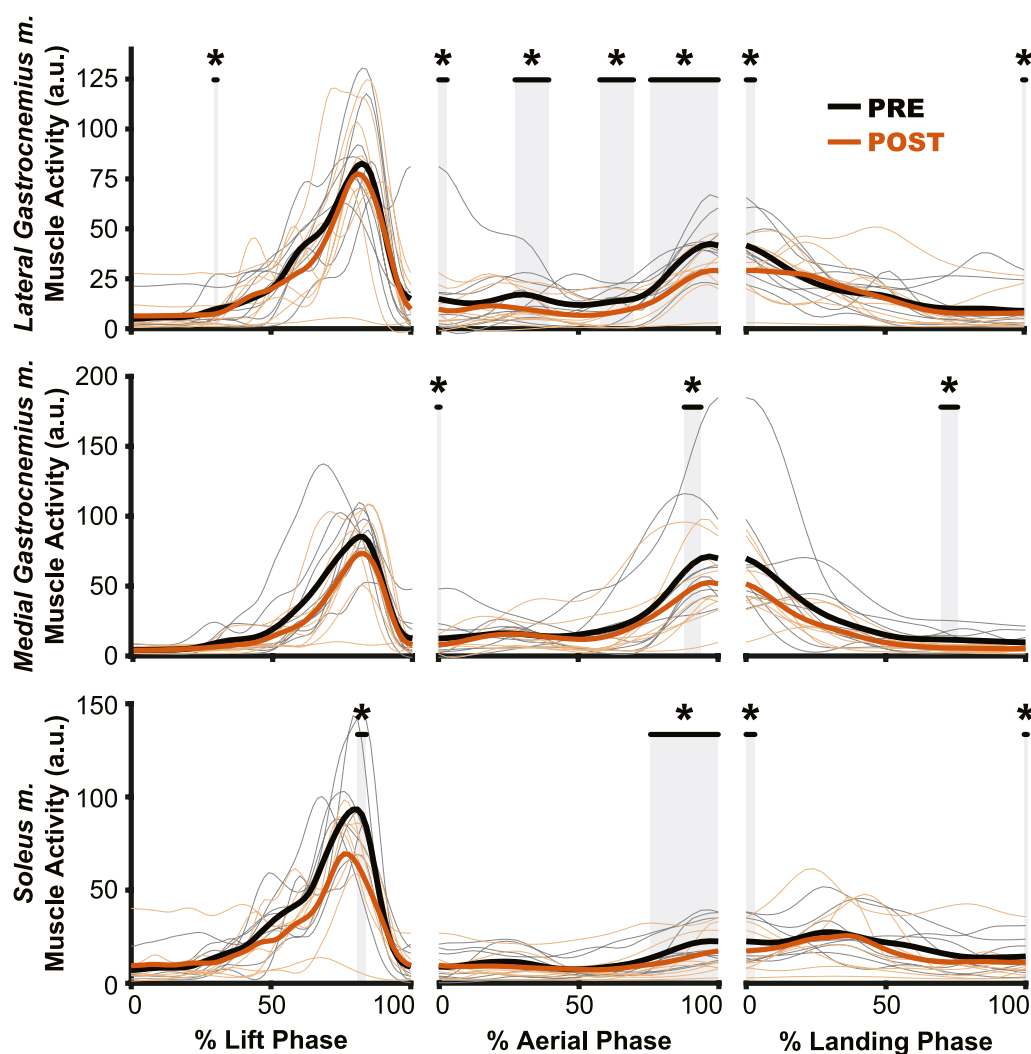 * * * * * * *
125
100
75
50
25
0
Lateral Gastrocnemius m.
Muscle Activity (a.u.)
PRE
POST
* * *
200
150
100
50
0
Medial Gastrocnemius m.
Muscle Activity (a.u.)
* * * *
150
100
50
0
Soleus m.
Muscle Activity (a.u.)
0 50 100 0 50 100 0 50 100
% Lift Phase % Aerial Phase % Landing Phase